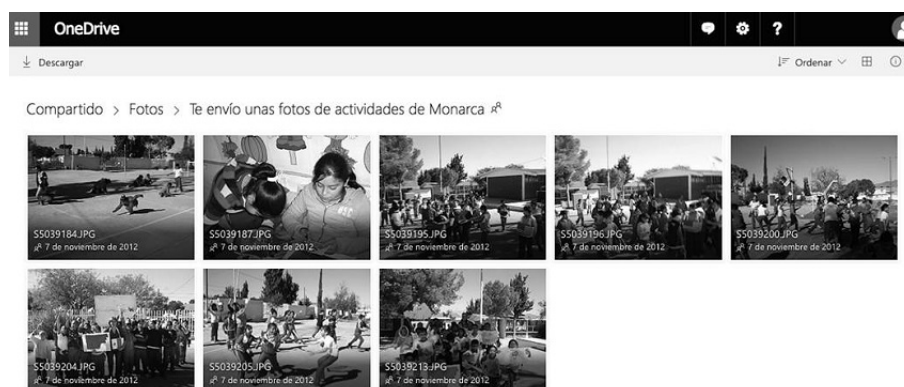 OneDrive
?
Descargar
Ordenar
Compartido > Fotos > Te envío unas fotos de actividades de Monarca
S5039184.JPG
7 de noviembre de 2012
S5039187.JPG
7 de noviembre de 2012
S5039195.JPG
7 de noviembre de 2012
S5039196.JPG
7 de noviembre de 2012
S5039200.JPG
7 de noviembre de 2012
S5039204.JPG
7 de noviembre de 2012
S5039205.JPG
7 de noviembre de 2012
S5039213.JPG
7 de noviembre de 2012